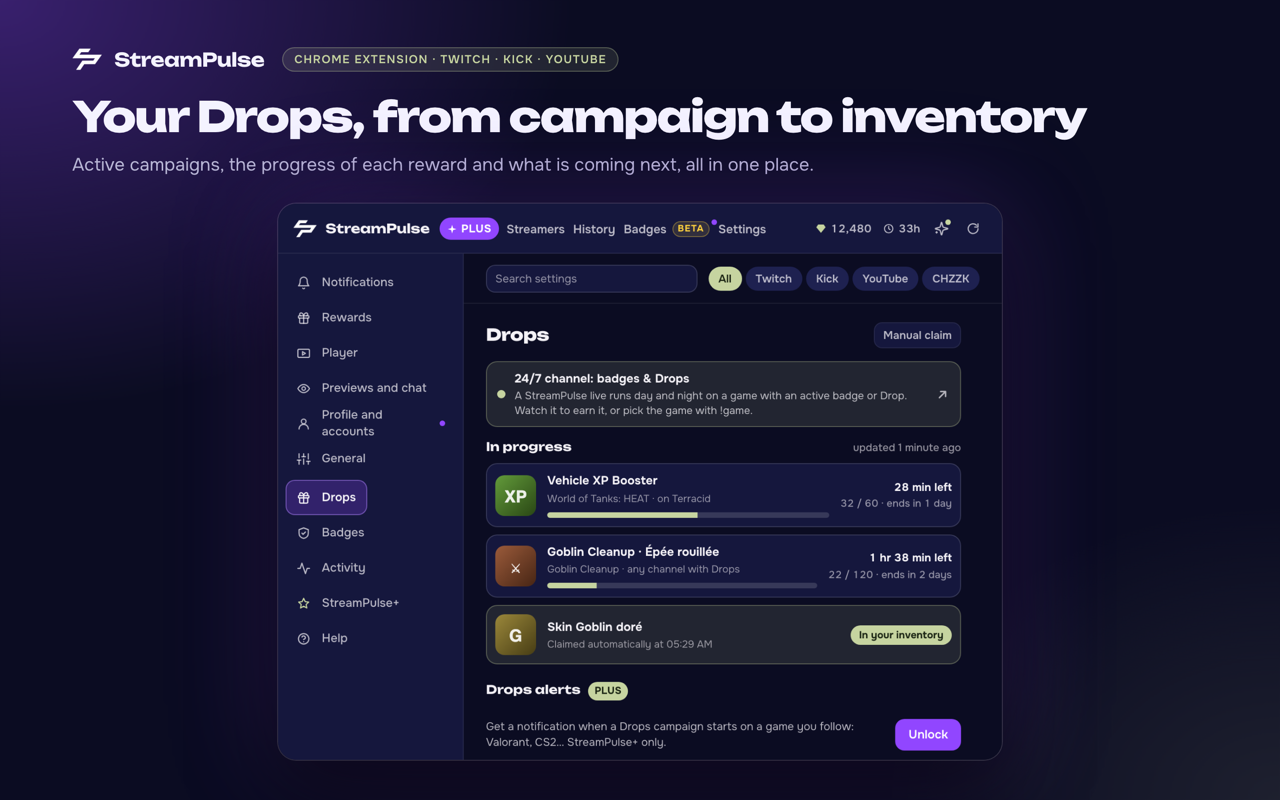 StreamPulse
CHROME EXTENSION · TWITCH · KICK · YOUTUBE
Your Drops, from campaign to inventory
Active campaigns, the progress of each reward and what is coming next, all in one place.
StreamPulse
PLUS
Streamers
History
Badges
BETA
Settings
12,480
33h
Notifications
Rewards
Player
Previews and chat
Profile and
accounts
General
Drops
Badges
Activity
StreamPulse+
Help
Search settings
All
Twitch
Kick
YouTube
CHZZK
Drops
Manual claim
24/7 channel: badges & Drops
A StreamPulse live runs day and night on a game with an active badge or Drop.
Watch it to earn it, or pick the game with !game.
In progress
updated 1 minute ago
XP
Vehicle XP Booster
World of Tanks: HEAT · on Terracid
28 min left
32 / 60 · ends in 1 day
Goblin Cleanup · Épée rouillée
Goblin Cleanup · any channel with Drops
1 hr 38 min left
22 / 120 · ends in 2 days
G
Skin Goblin doré
Claimed automatically at 05:29 AM
In your inventory
Drops alerts
PLUS
Get a notification when a Drops campaign starts on a game you follow:
Valorant, CS2… StreamPulse+ only.
Unlock